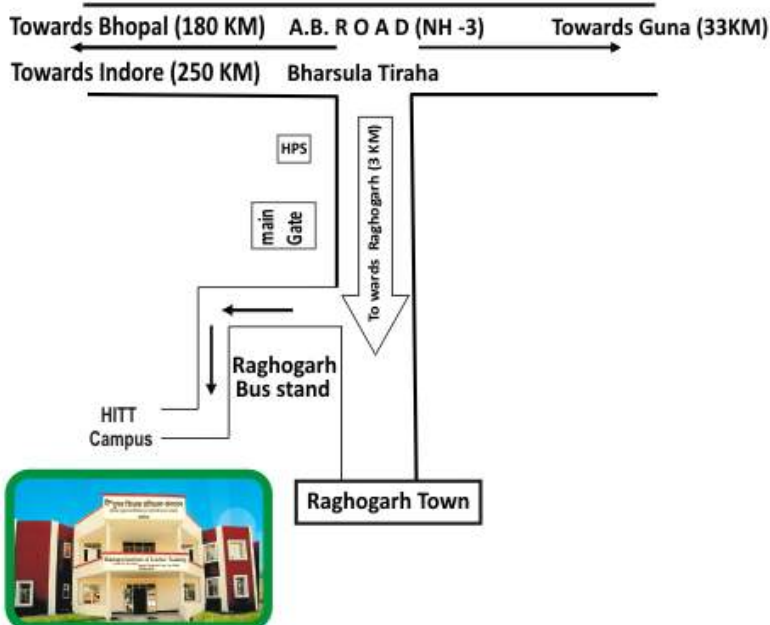 Towards Bhopal (180 KM) A.B. R O A D (NH -3) Towards Guna (33KM)
Towards Indore (250 KM) Bharsula Tiraha
HPS
main
Gate
To wards Raghogarh (3 KM)
Raghogarh
Bus stand
HITT
Campus
Raghogarh Town